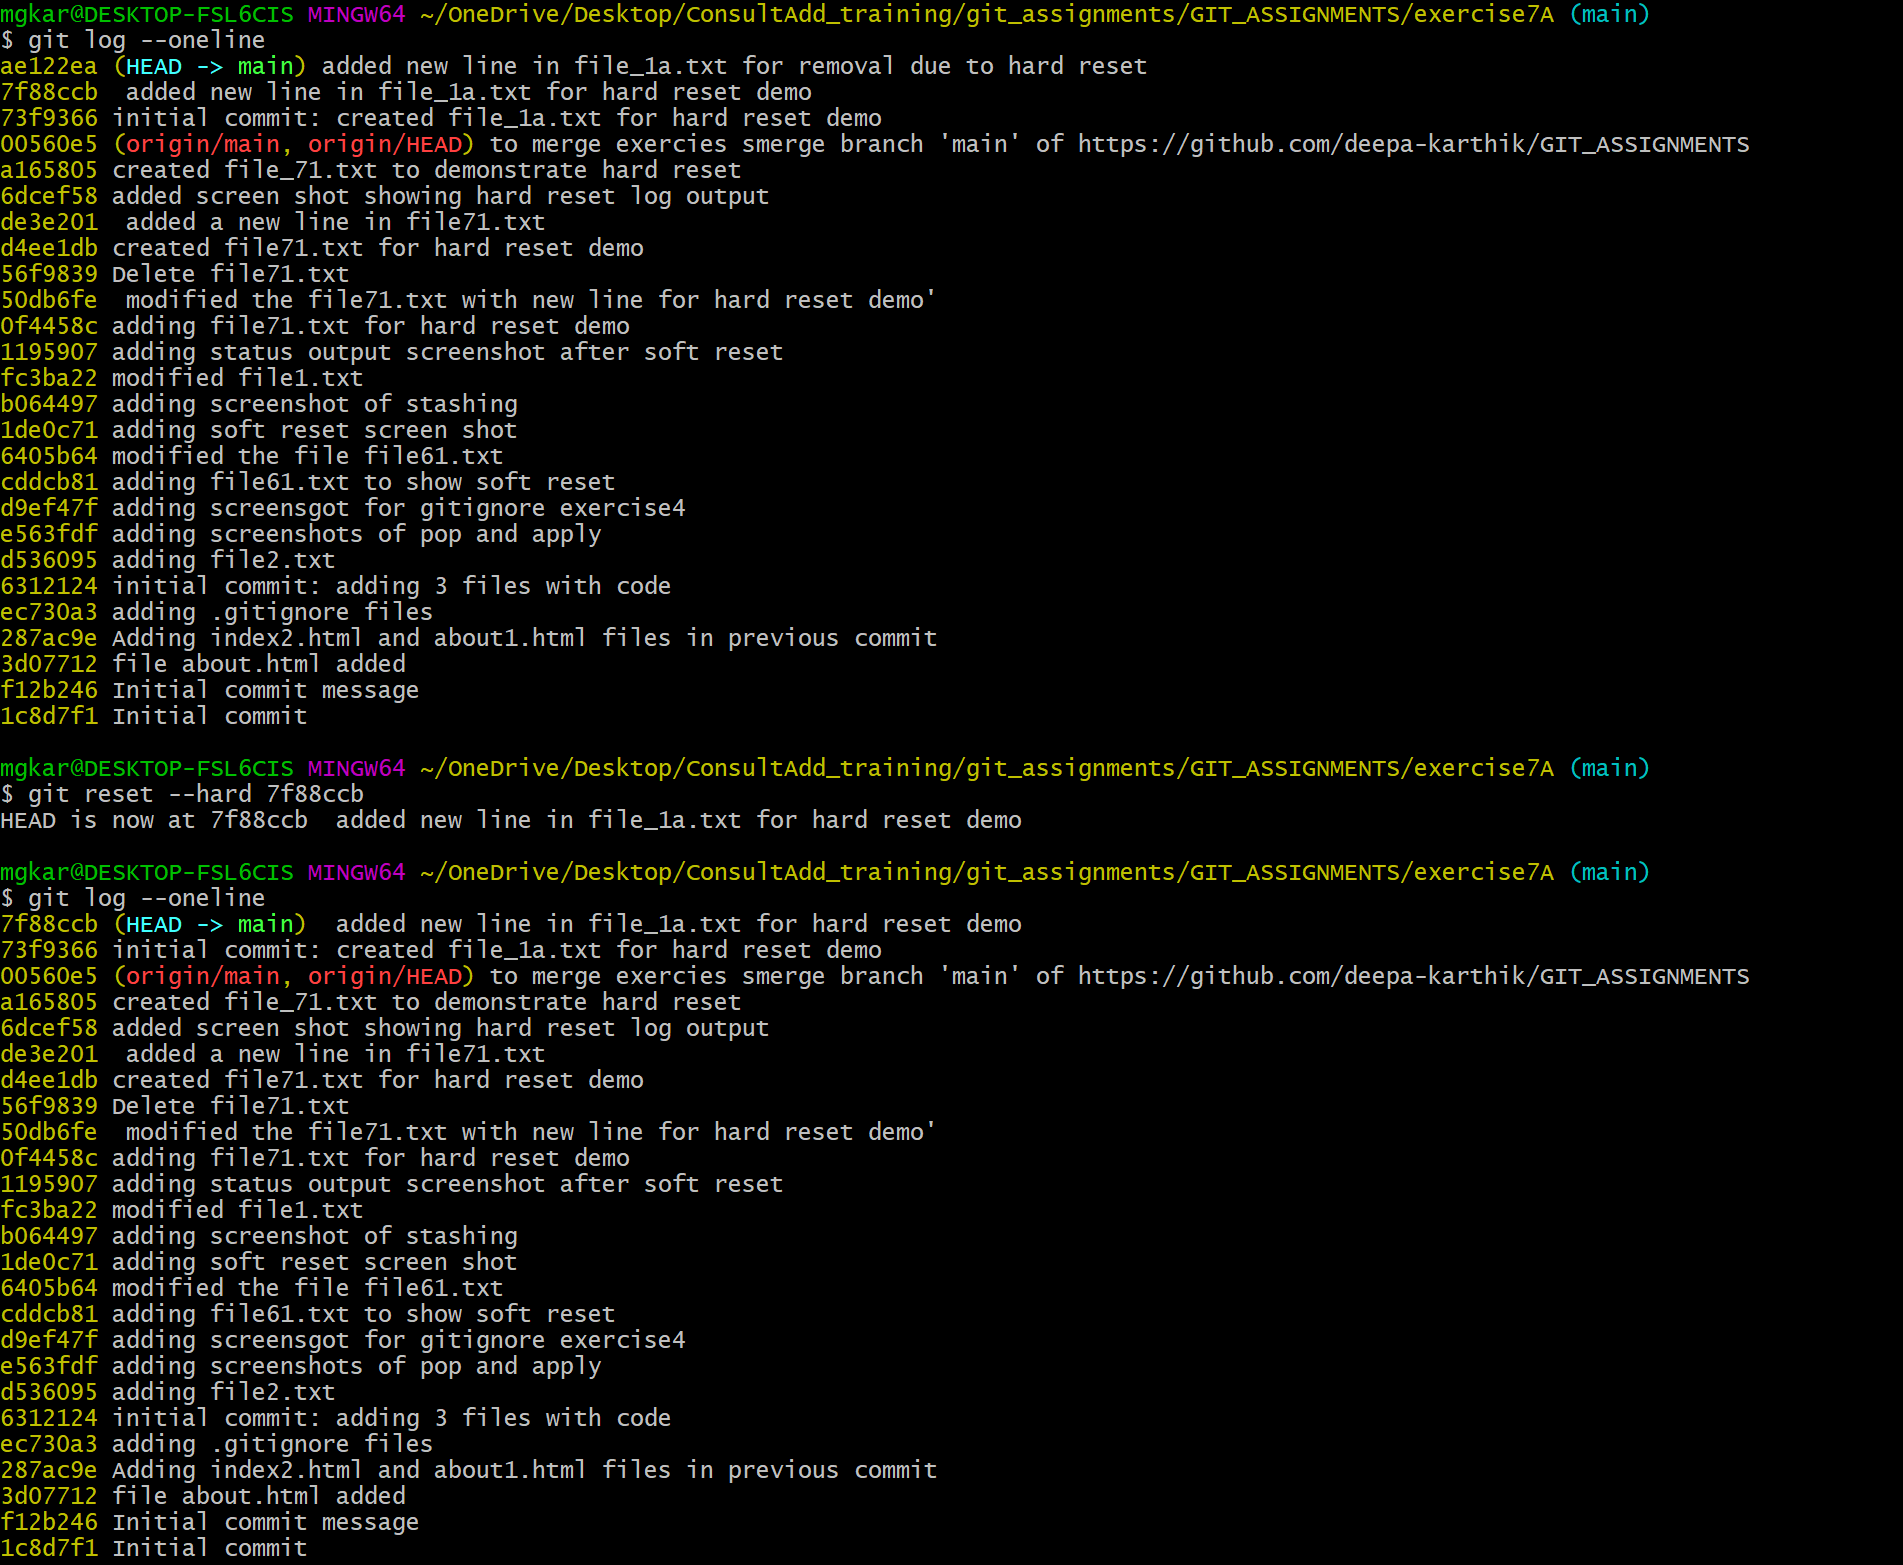 mgkar@DESKTOP-FSL6CIS MINGW64 ~/OneDrive/Desktop/ConsultAdd_training/git_assignments/GIT_ASSIGNMENTS/exercise7A (main)
$ git log --oneline
ae122ea (HEAD -> main) added new line in file_1a.txt for removal due to hard reset
7f88ccb  added new line in file_1a.txt for hard reset demo
73f9366 initial commit: created file_1a.txt for hard reset demo
00560e5 (origin/main, origin/HEAD) to merge exercies smerge branch 'main' of https://github.com/deepa-karthik/GIT_ASSIGNMENTS
a165805 created file_71.txt to demonstrate hard reset
6dcef58 added screen shot showing hard reset log output
de3e201  added a new line in file71.txt
d4ee1db created file71.txt for hard reset demo
56f9839 Delete file71.txt
50db6fe  modified the file71.txt with new line for hard reset demo'
0f4458c adding file71.txt for hard reset demo
1195907 adding status output screenshot after soft reset
fc3ba22 modified file1.txt
b064497 adding screenshot of stashing
1de0c71 adding soft reset screen shot
6405b64 modified the file file61.txt
cddcb81 adding file61.txt to show soft reset
d9ef47f adding screensgot for gitignore exercise4
e563fdf adding screenshots of pop and apply
d536095 adding file2.txt
6312124 initial commit: adding 3 files with code
ec730a3 adding .gitignore files
287ac9e Adding index2.html and about1.html files in previous commit
3d07712 file about.html added
f12b246 Initial commit message
1c8d7f1 Initial commit
mgkar@DESKTOP-FSL6CIS MINGW64 ~/OneDrive/Desktop/ConsultAdd_training/git_assignments/GIT_ASSIGNMENTS/exercise7A (main)
$ git reset --hard 7f88ccb
HEAD is now at 7f88ccb  added new line in file_1a.txt for hard reset demo
mgkar@DESKTOP-FSL6CIS MINGW64 ~/OneDrive/Desktop/ConsultAdd_training/git_assignments/GIT_ASSIGNMENTS/exercise7A (main)
$ git log --oneline
7f88ccb (HEAD -> main)  added new line in file_1a.txt for hard reset demo
73f9366 initial commit: created file_1a.txt for hard reset demo
00560e5 (origin/main, origin/HEAD) to merge exercies smerge branch 'main' of https://github.com/deepa-karthik/GIT_ASSIGNMENTS
a165805 created file_71.txt to demonstrate hard reset
6dcef58 added screen shot showing hard reset log output
de3e201  added a new line in file71.txt
d4ee1db created file71.txt for hard reset demo
56f9839 Delete file71.txt
50db6fe  modified the file71.txt with new line for hard reset demo'
0f4458c adding file71.txt for hard reset demo
1195907 adding status output screenshot after soft reset
fc3ba22 modified file1.txt
b064497 adding screenshot of stashing
1de0c71 adding soft reset screen shot
6405b64 modified the file file61.txt
cddcb81 adding file61.txt to show soft reset
d9ef47f adding screensgot for gitignore exercise4
e563fdf adding screenshots of pop and apply
d536095 adding file2.txt
6312124 initial commit: adding 3 files with code
ec730a3 adding .gitignore files
287ac9e Adding index2.html and about1.html files in previous commit
3d07712 file about.html added
f12b246 Initial commit message
1c8d7f1 Initial commit